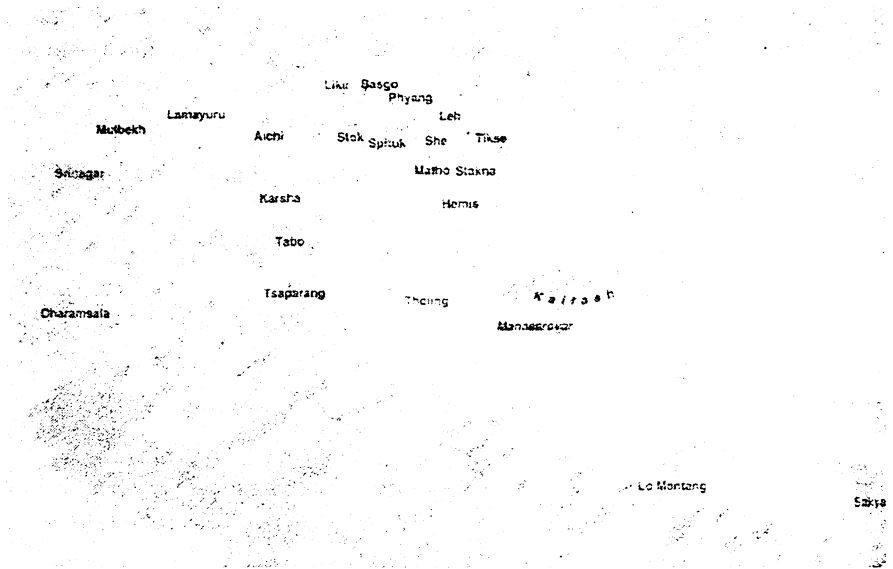 Likir Basgo
Phyang
Lamayuru
Leh
Mulbekh
Alchi
Stok
Spituk
She
Tikse
Srinagar
Matho Stakna
Karsha
Hemis
Tabo
Tsaparang
Tholing
Kailash
Dharamsala
Manasarovar
Lo Mantang
Sakya